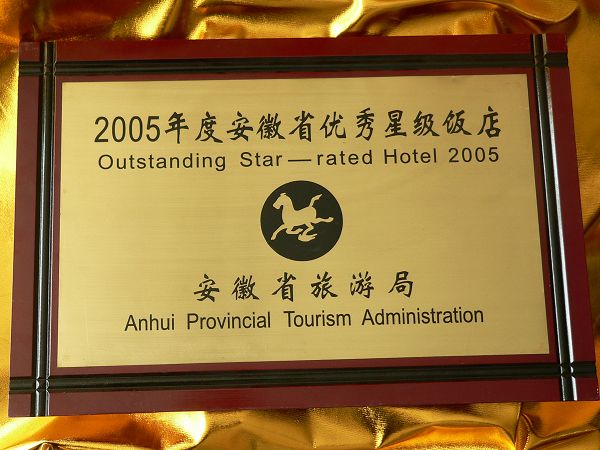 2005年度安徽省优秀星级饭店
Outstanding Star — rated Hotel 2005
安徽省旅游局
Anhui Provincial Tourism Administration